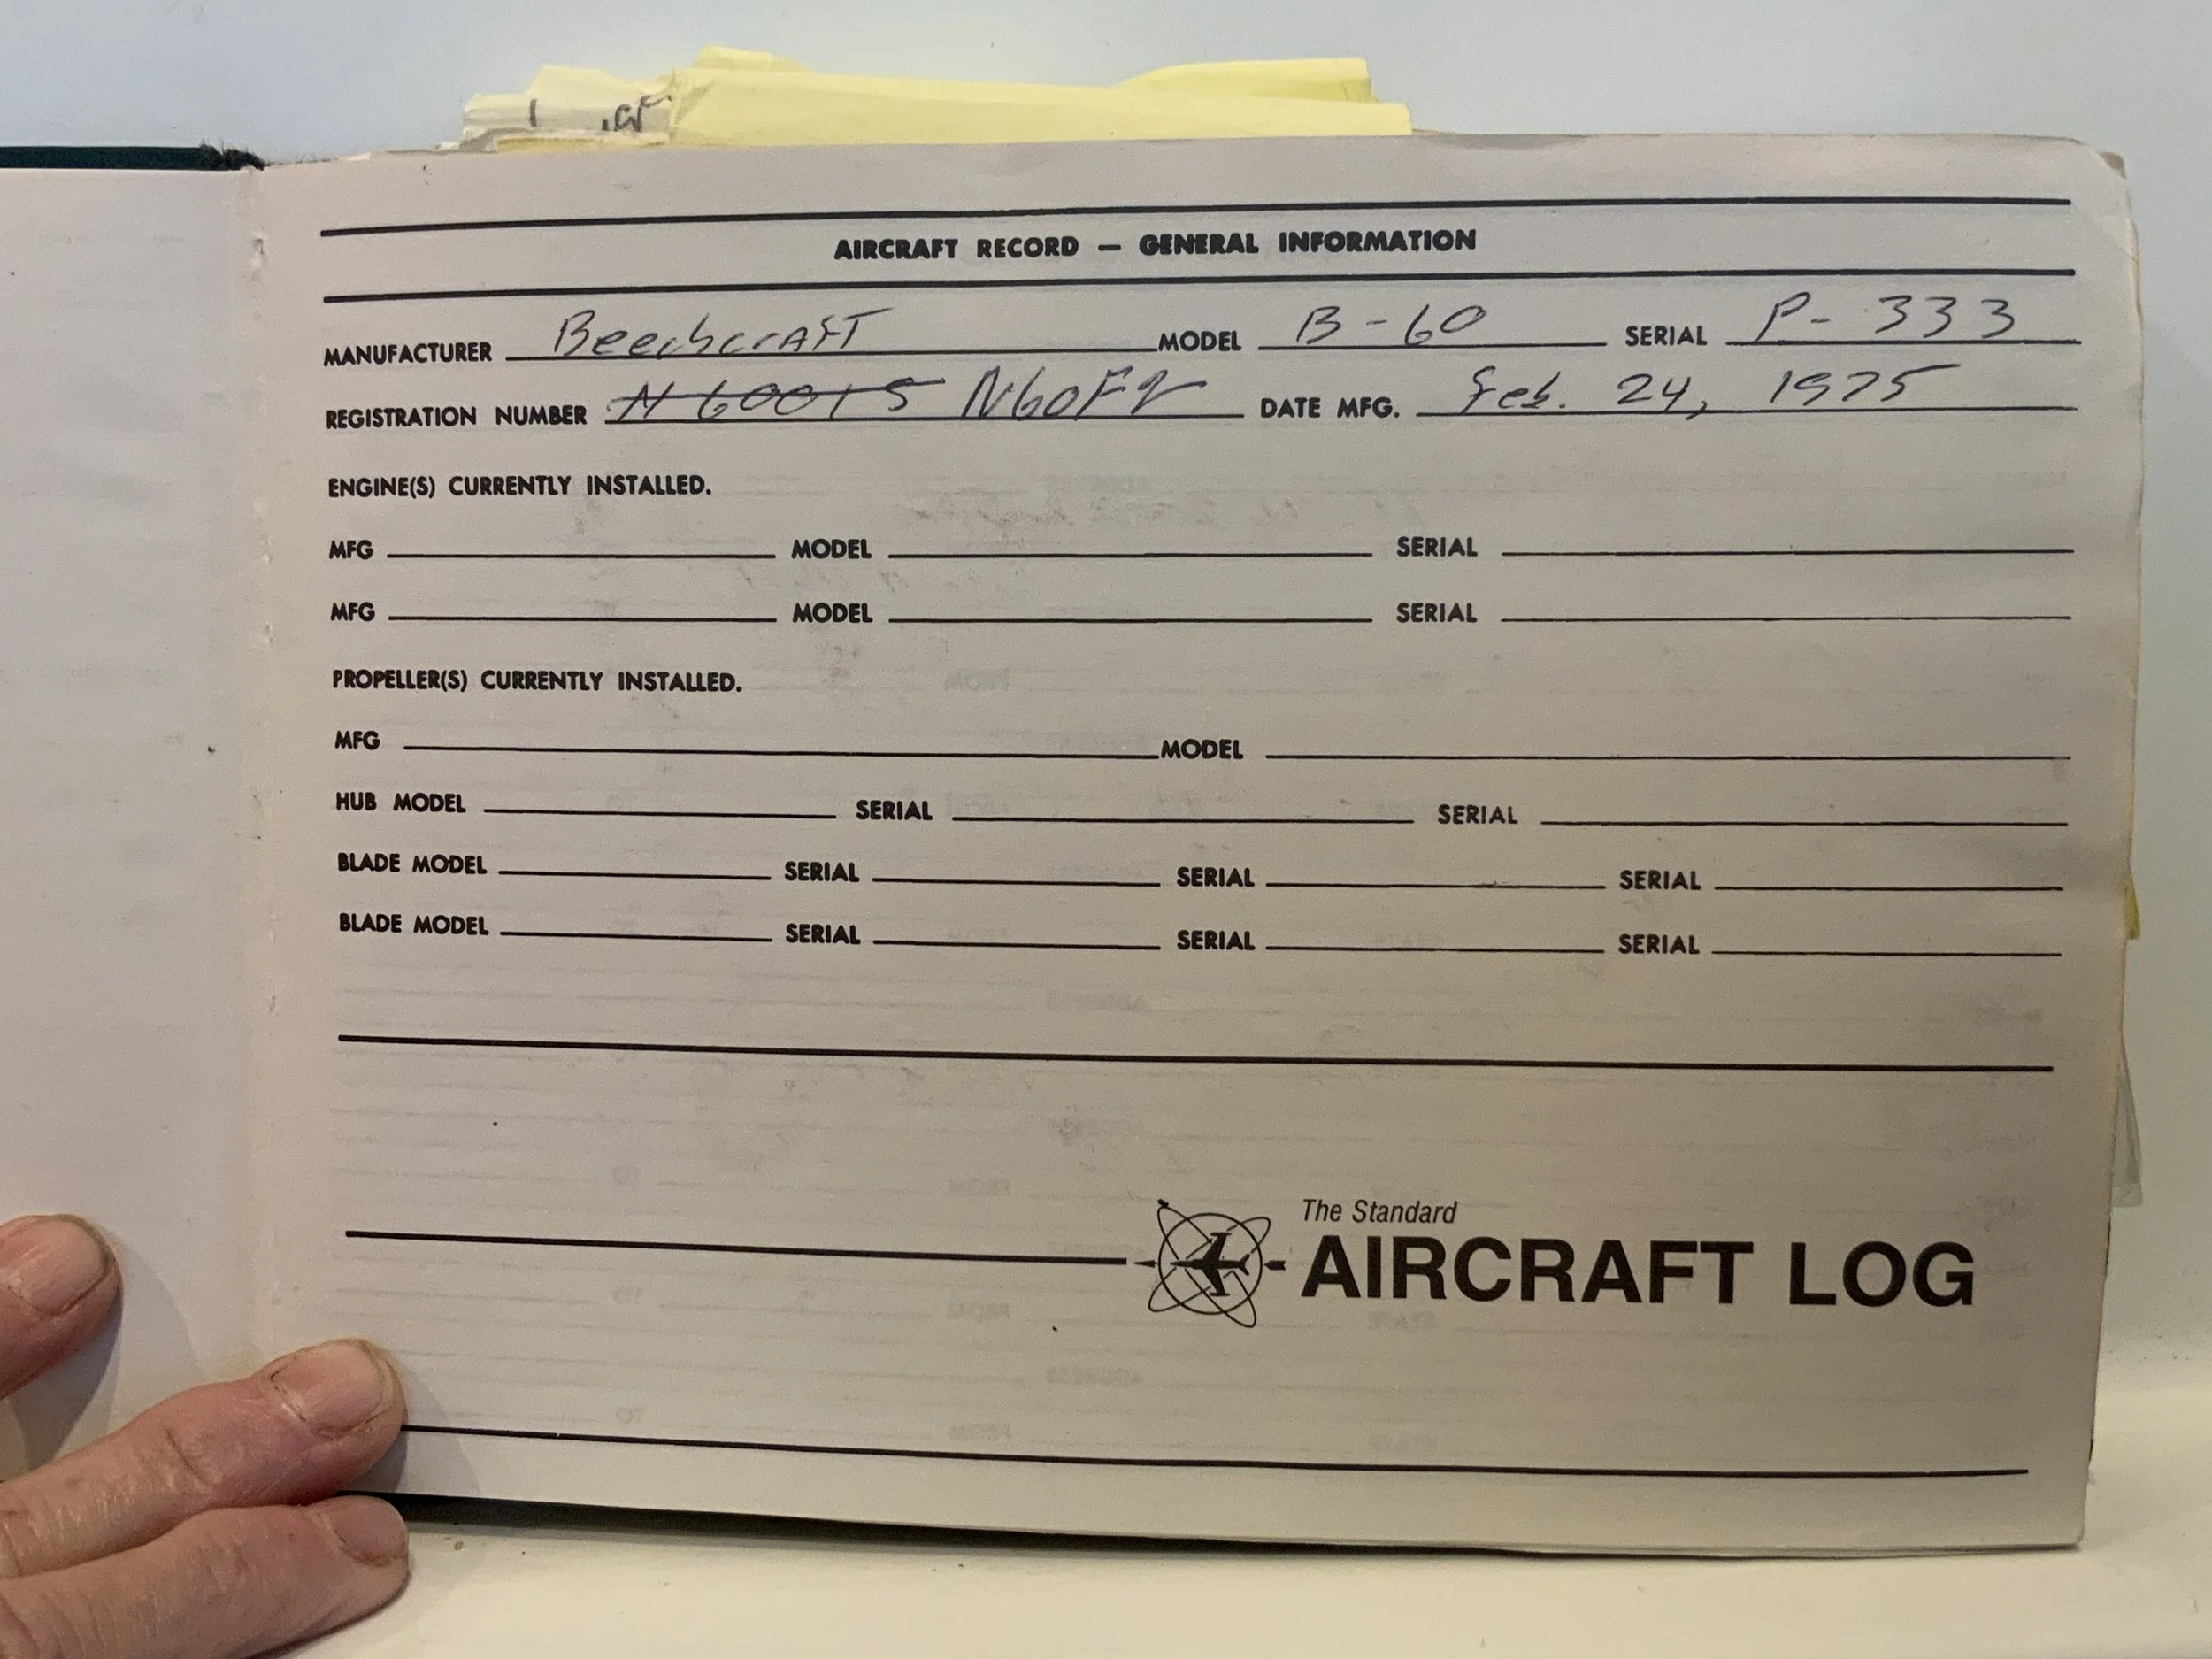 AIRCRAFT RECORD — GENERAL INFORMATION
MANUFACTURER Beechcraft MODEL B-60 SERIAL P-333
REGISTRATION NUMBER DATE MFG. Feb. 24, 1975
ENGINE(S) CURRENTLY INSTALLED.
MFG MODEL SERIAL
MFG MODEL SERIAL
PROPELLER(S) CURRENTLY INSTALLED.
MFG MODEL
HUB MODEL SERIAL SERIAL
BLADE MODEL SERIAL SERIAL SERIAL
BLADE MODEL SERIAL SERIAL SERIAL
The Standard
AIRCRAFT LOG